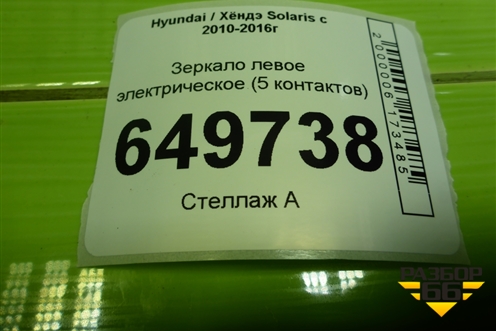 Hyundai / Хёндэ Solaris с
2010-2016г
Зеркало левое
электрическое (5 контактов)
649738
Стеллаж А
2000006173485
РАЗБОР
66